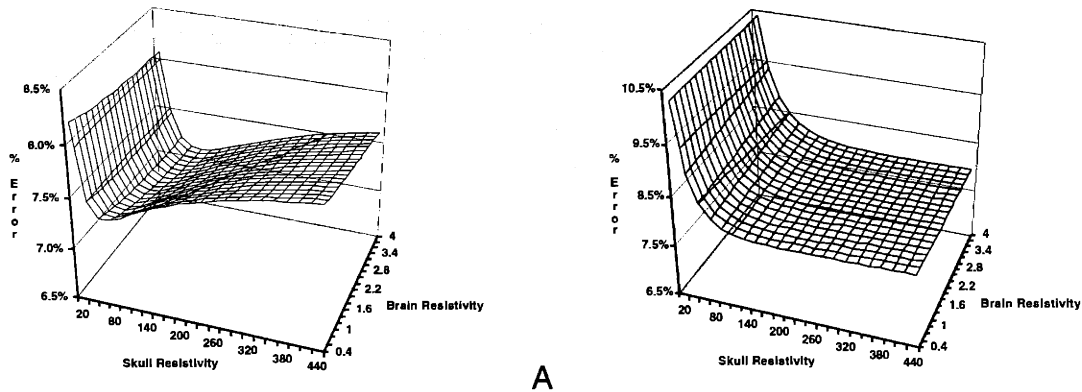 8.5%
8.0%
7.5%
7.0%
6.5%
% Error
20 80 140 200 260 320 380 440
Skull Resistivity
0.4 1 1.6 2.2 2.8 3.4 4
Brain Resistivity
10.5%
9.5%
8.5%
7.5%
6.5%
% Error
20 80 140 200 260 320 380 440
Skull Resistivity
0.4 1 1.6 2.2 2.8 3.4 4
Brain Resistivity
A